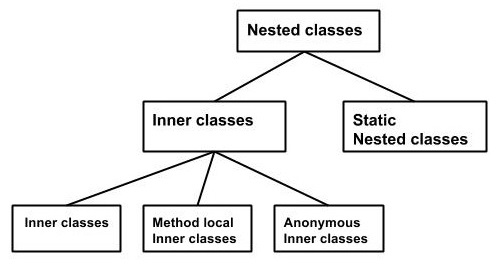 Nested classes
Inner classes
Static
Nested classes
Inner classes
Method local
Inner classes
Anonymous
Inner classes